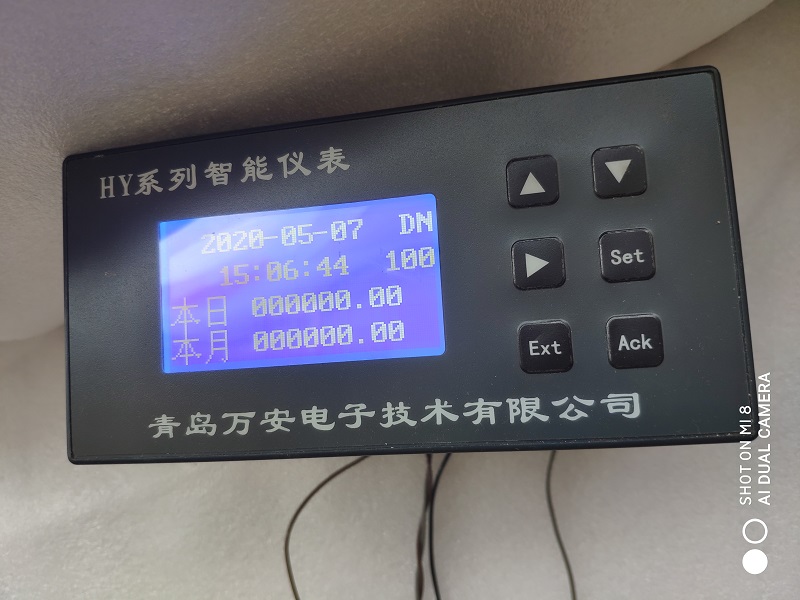 HY系列智能仪表
2020-05-07 DN
15:06:44 100
本日 000000.00
本月 000000.00
Set
Ext
Ack
青岛万安电子技术有限公司
SHOT ON MI 8
AI DUAL CAMERA